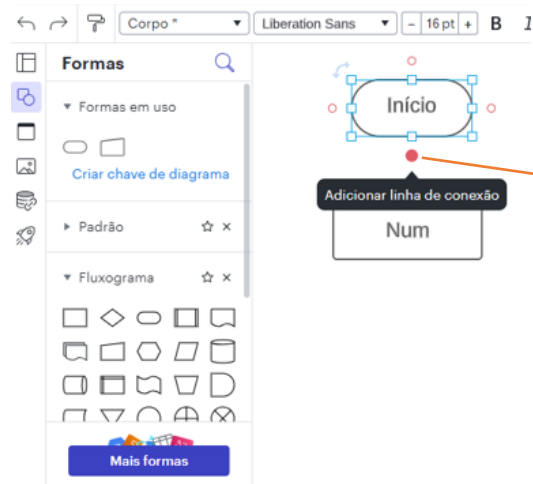 Corpo *
Liberation Sans
− 16 pt +
B
I
Formas
Formas em uso
Criar chave de diagrama
Padrão
Fluxograma
Mais formas
Início
Adicionar linha de conexão
Num